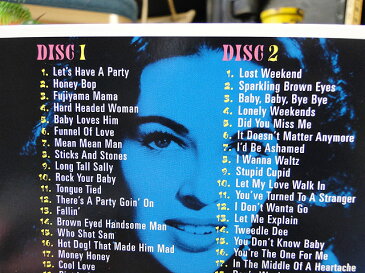 DISC 1
1. Let's Have A Party
2. Honey Bop
3. Fujiyama Mama
4. Hard Headed Woman
5. Baby Loves Him
6. Funnel Of Love
7. Mean Mean Man
8. Sticks And Stones
9. Long Tall Sally
10. Rock Your Baby
11. Tongue Tied
12. There's A Party Goin' On
13. Fallin'
14. Brown Eyed Handsome Man
15. Who Shot Sam
16. Hot Dog! That Made Him Mad
17. Money Honey
18. Cool Love
DISC 2
1. Lost Weekend
2. Sparkling Brown Eyes
3. Baby, Baby, Bye Bye
4. Lonely Weekends
5. Did You Miss Me
6. It Doesn't Matter Anymore
7. I'd Be Ashamed
8. I Wanna Waltz
9. Stupid Cupid
10. Let My Love Walk In
11. You've Turned To A Stranger
12. I Don't Wanta Go
13. Let Me Explain
14. Tweedle Dee
15. You Don't Know Baby
16. You're The One For Me
17. In The Middle Of A Heartache